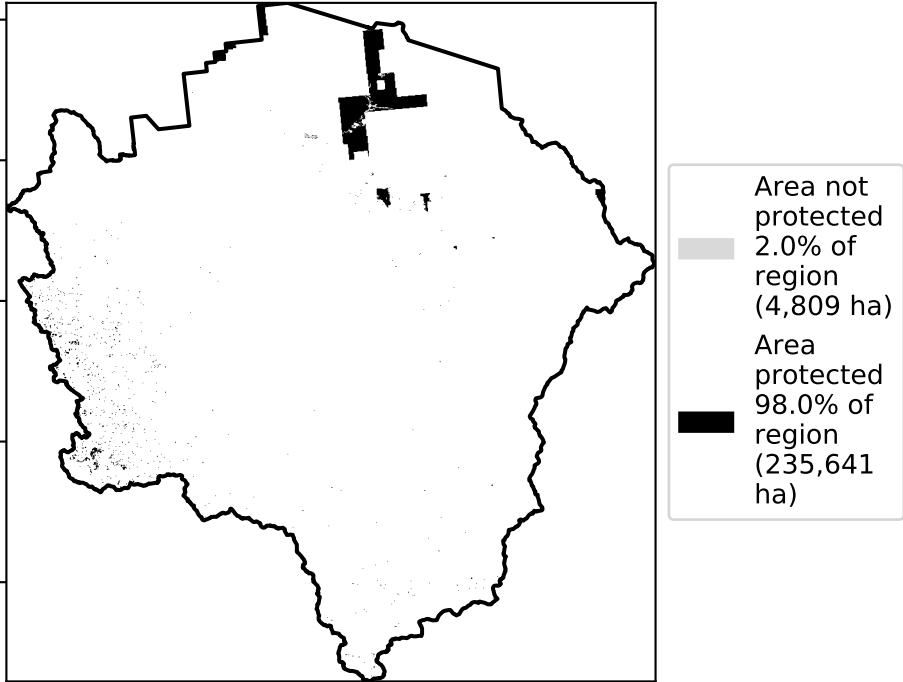 Area not
protected
2.0% of
region
(4,809 ha)
Area
protected
98.0% of
region
(235,641
ha)